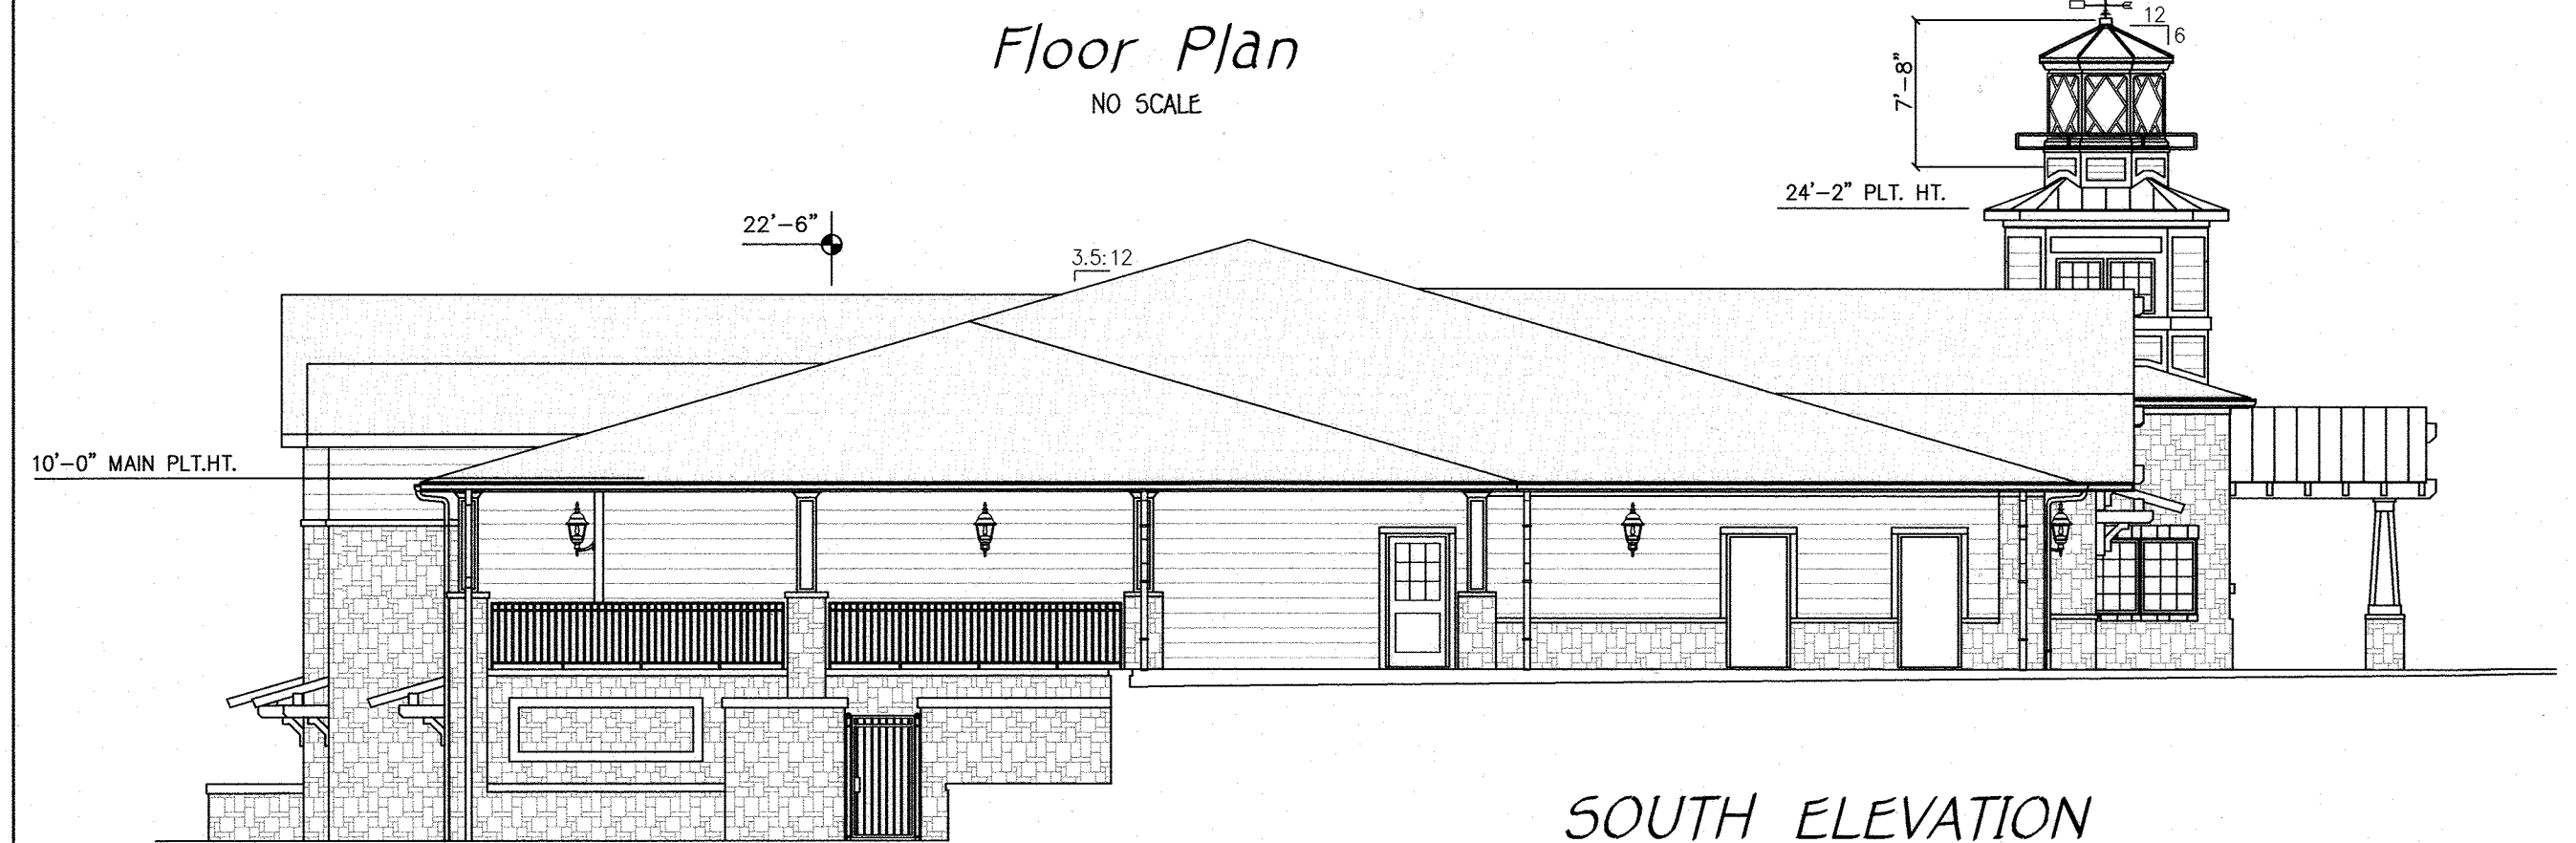 Floor Plan
NO SCALE
12
6
7'-8"
24'-2" PLT. HT.
22'-6"
3.5:12
10'-0" MAIN PLT.HT.
SOUTH ELEVATION